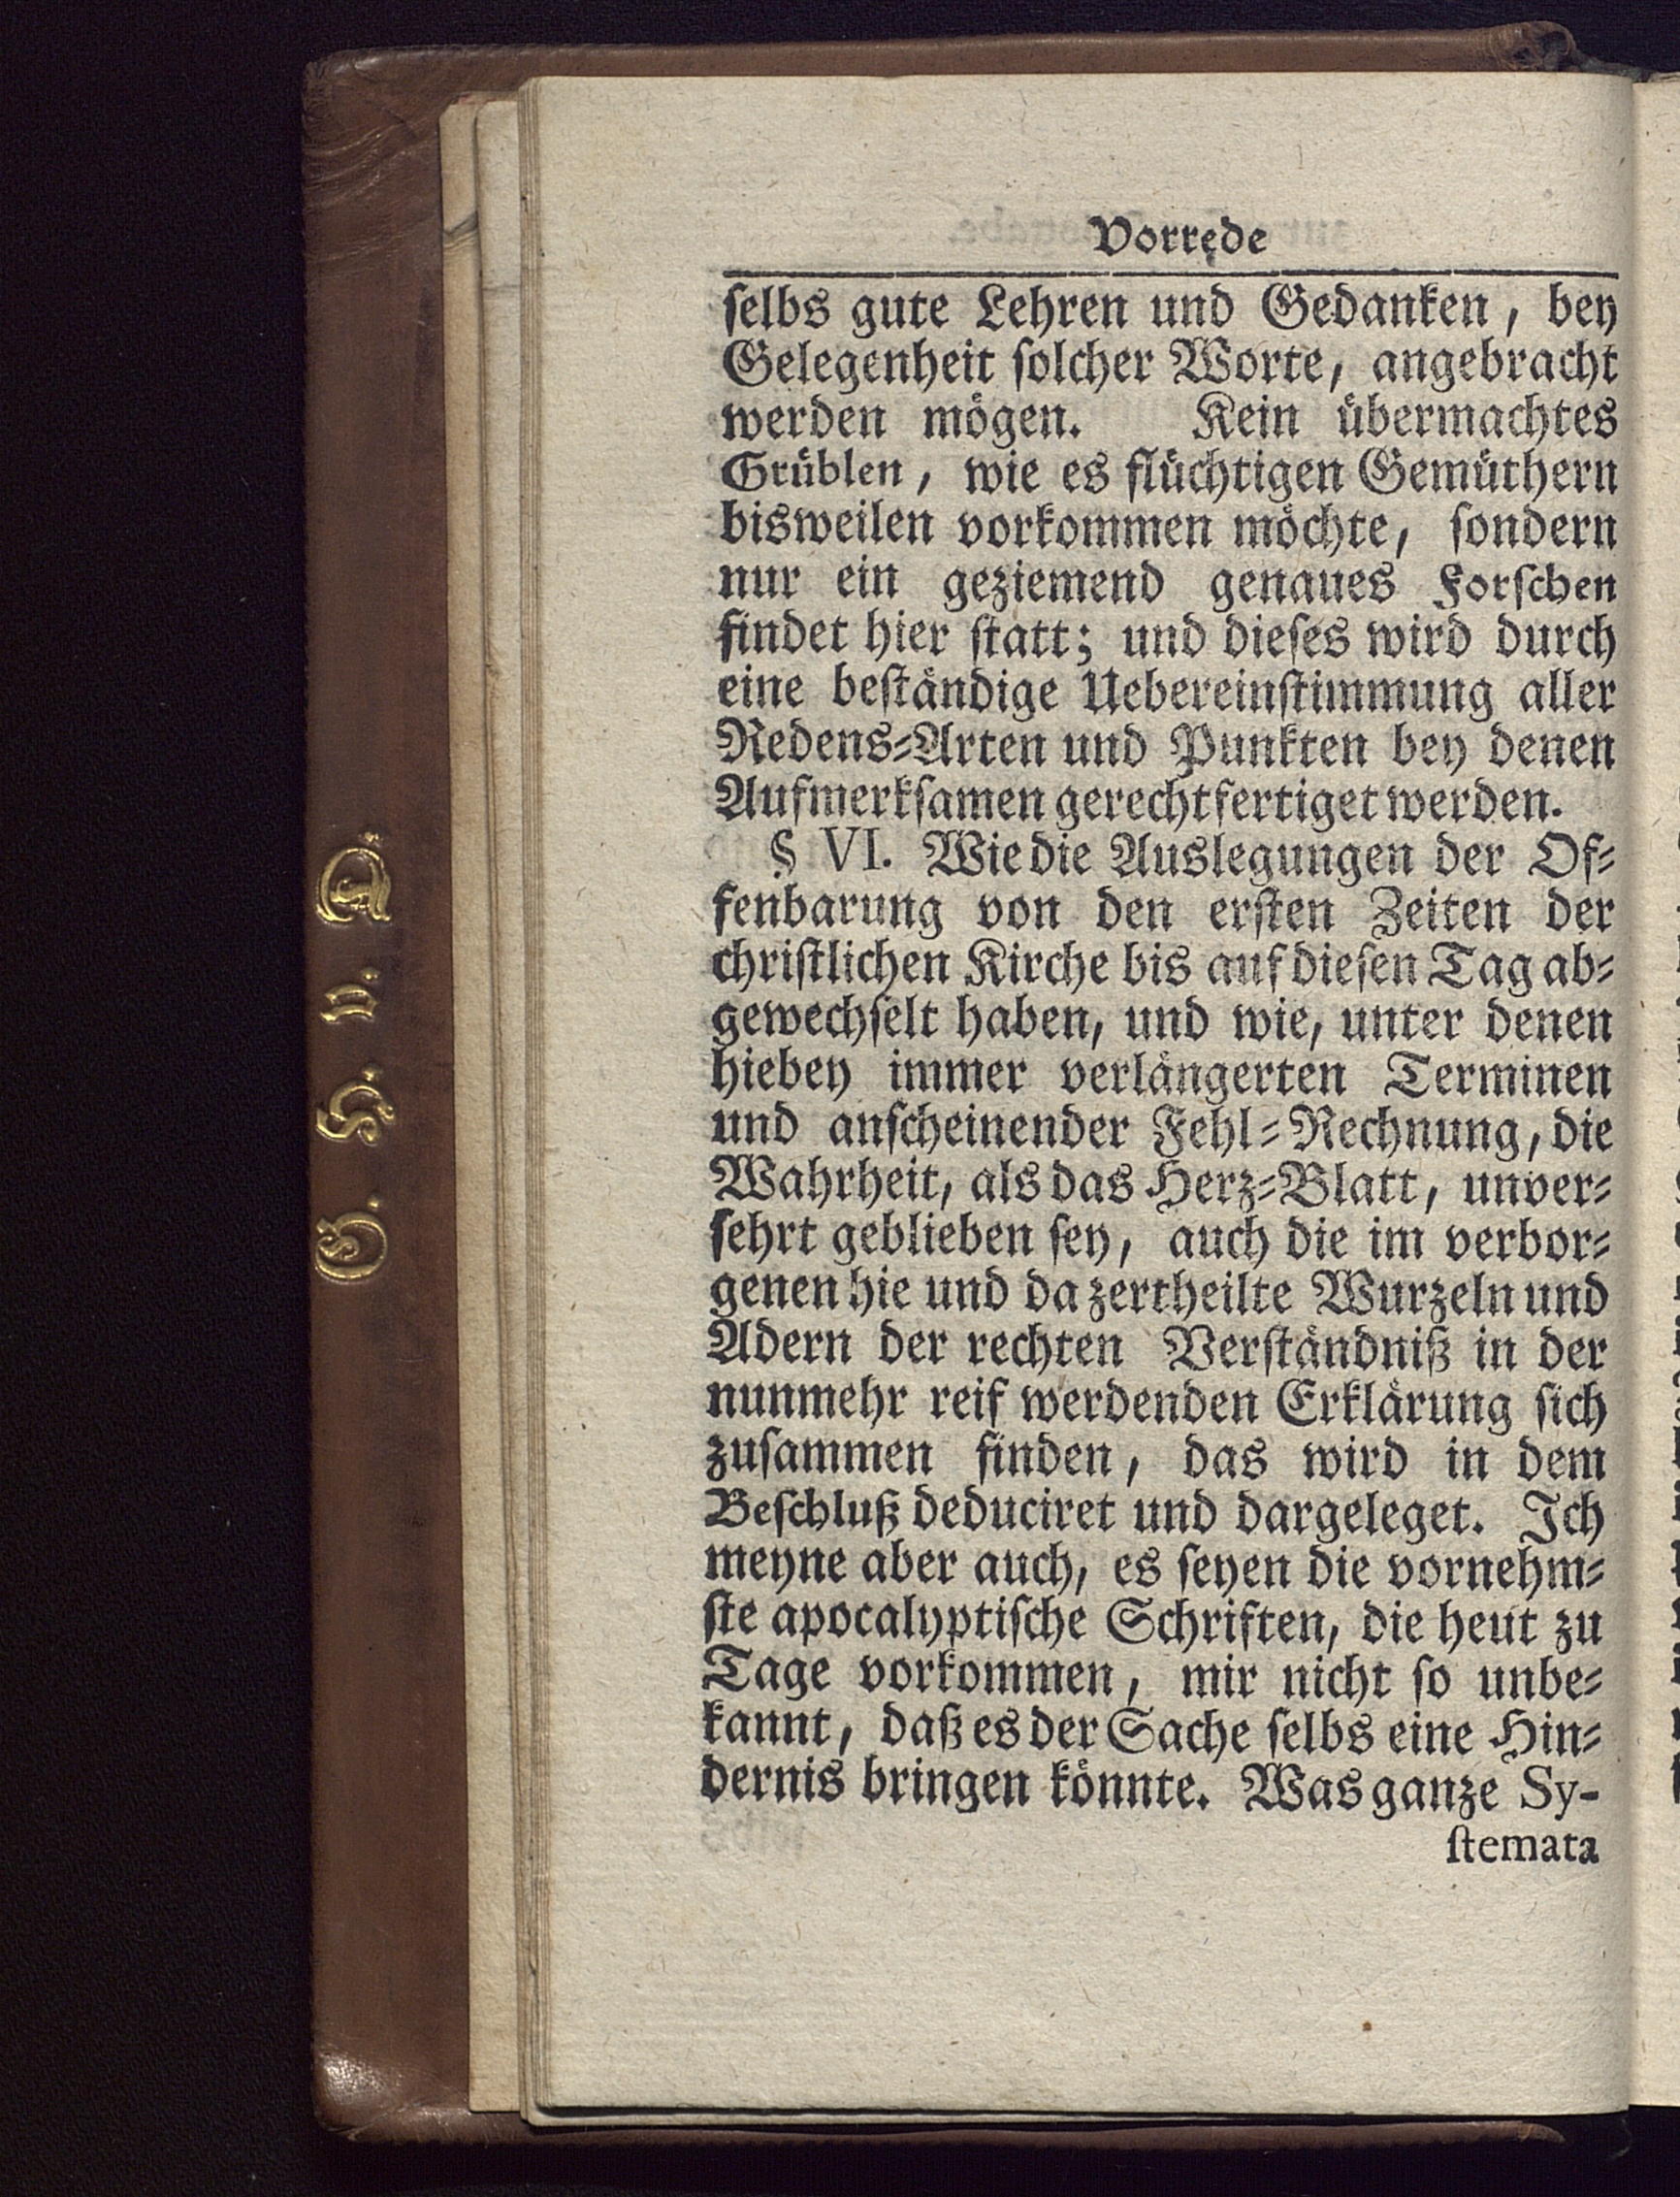 Vorrede
selbs gute Lehren und Gedanken, bey
Gelegenheit solcher Worte, angebracht
werden mögen. Kein übermachtes
Grüblen, wie es flüchtigen Gemüthern
bisweilen vorkommen möchte, sondern
nur ein geziemend genaues Forschen
findet hier statt; und dieses wird durch
eine beständige Uebereinstimmung aller
Redens-Arten und Punkten bey denen
Aufmerksamen gerechtfertiget werden.
§ VI. Wie die Auslegungen der Of-
fenbarung von den ersten Zeiten der
christlichen Kirche bis auf diesen Tag ab-
gewechselt haben, und wie, unter denen
hiebey immer verlängerten Terminen
und anscheinender Fehl-Rechnung, die
Wahrheit, als das Herz-Blatt, unver-
sehrt geblieben sey, auch die im verbor-
genen hie und da zertheilte Wurzeln und
Adern der rechten Verständniß in der
nunmehr reif werdenden Erklärung sich
zusammen finden, das wird in dem
Beschluß deduciret und dargeleget. Ich
meyne aber auch, es seyen die vornehm-
ste apocalyptische Schriften, die heut zu
Tage vorkommen, mir nicht so unbe-
kannt, daß es der Sache selbs eine Hin-
dernis bringen könnte. Was ganze Sy-
stemata
G. H. v. A.